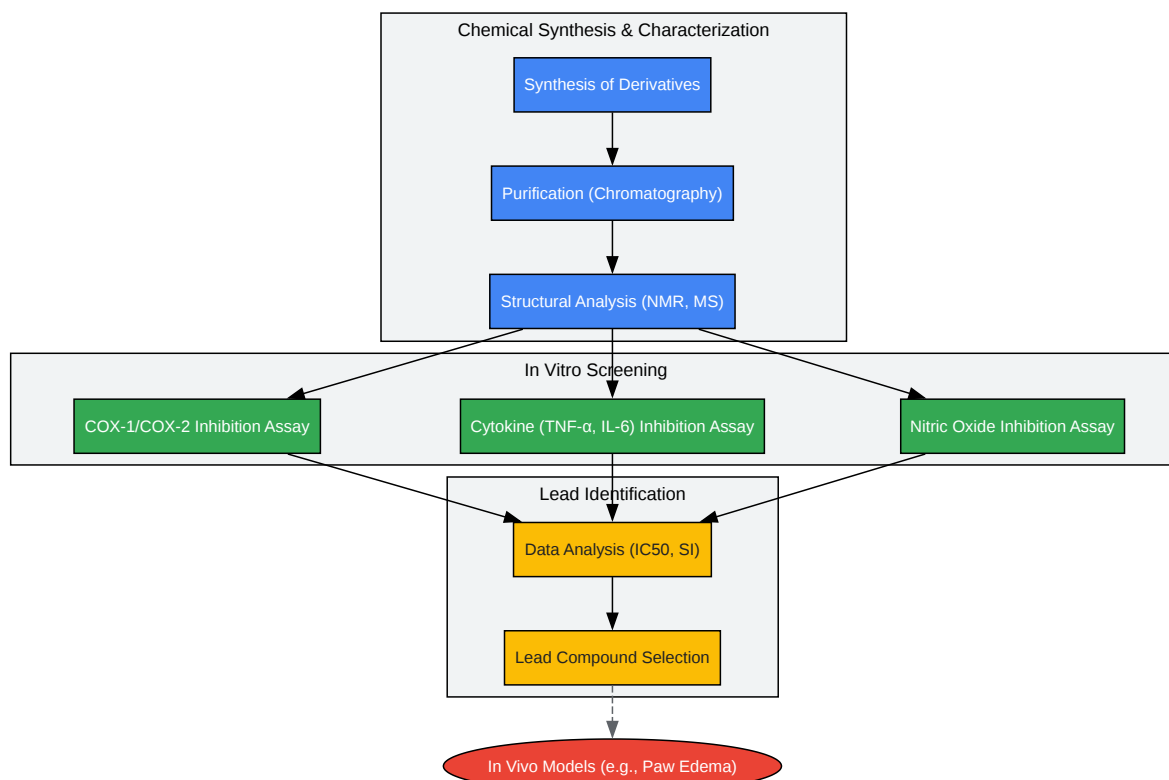 Chemical Synthesis & Characterization
Synthesis of Derivatives
Purification (Chromatography)
Structural Analysis (NMR, MS)
In Vitro Screening
COX-1/COX-2 Inhibition Assay
Cytokine (TNF-α, IL-6) Inhibition Assay
Nitric Oxide Inhibition Assay
Lead Identification
Data Analysis (IC50, SI)
Lead Compound Selection
In Vivo Models (e.g., Paw Edema)